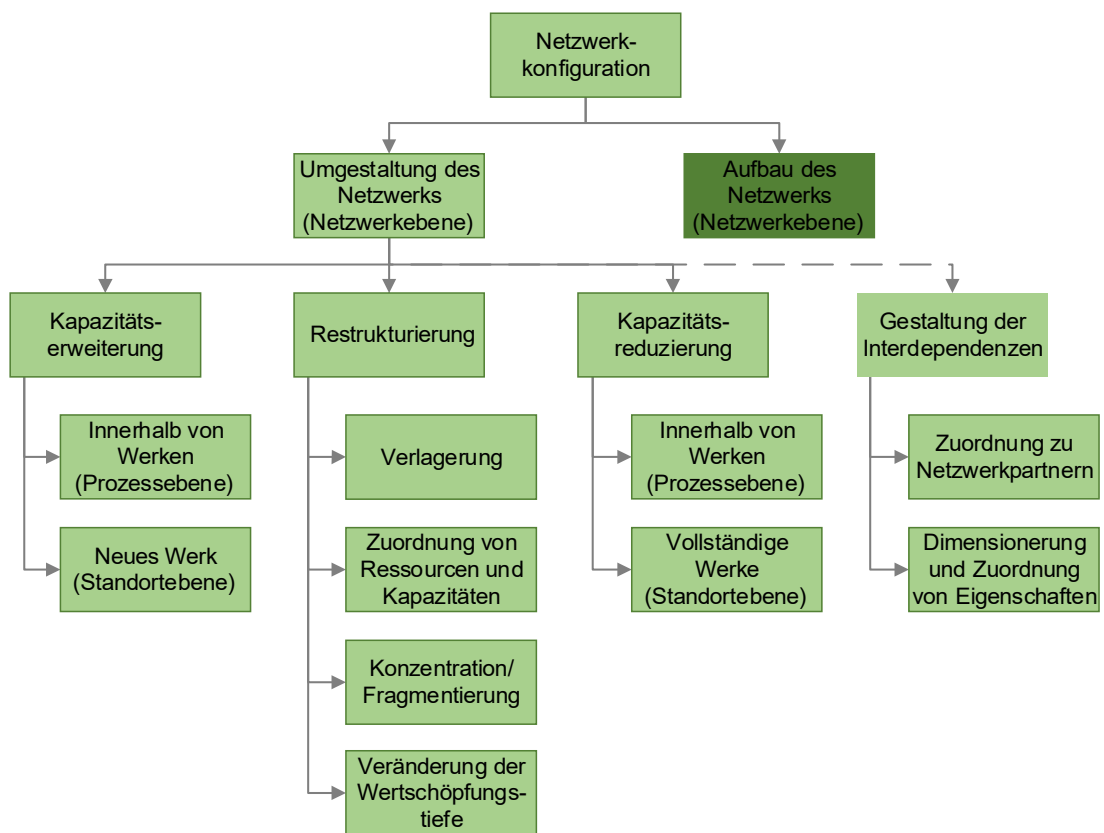 Netzwerk-
konfiguration
Umgestaltung des
Netzwerks
(Netzwerkebene)
Aufbau des
Netzwerks
(Netzwerkebene)
Kapazitäts-
erweiterung
Restrukturierung
Kapazitäts-
reduzierung
Gestaltung der
Interdependenzen
Innerhalb von
Werken
(Prozessebene)
Neues Werk
(Standortebene)
Verlagerung
Zuordnung von
Ressourcen und
Kapazitäten
Konzentration/
Fragmentierung
Veränderung der
Wertschöpfungs-
tiefe
Innerhalb von
Werken
(Prozessebene)
Vollständige
Werke
(Standortebene)
Zuordnung zu
Netzwerkpartnern
Dimensionerung
und Zuordnung
von Eigenschaften